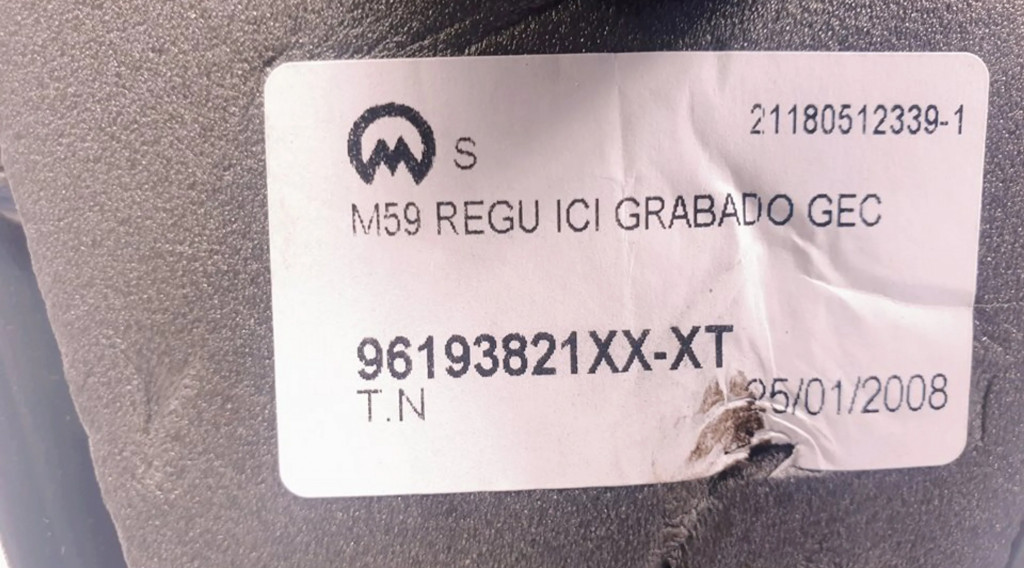 S
21180512339-1
M59 REGU ICI GRABADO GEC
96193821XX-XT
T.N
25/01/2008